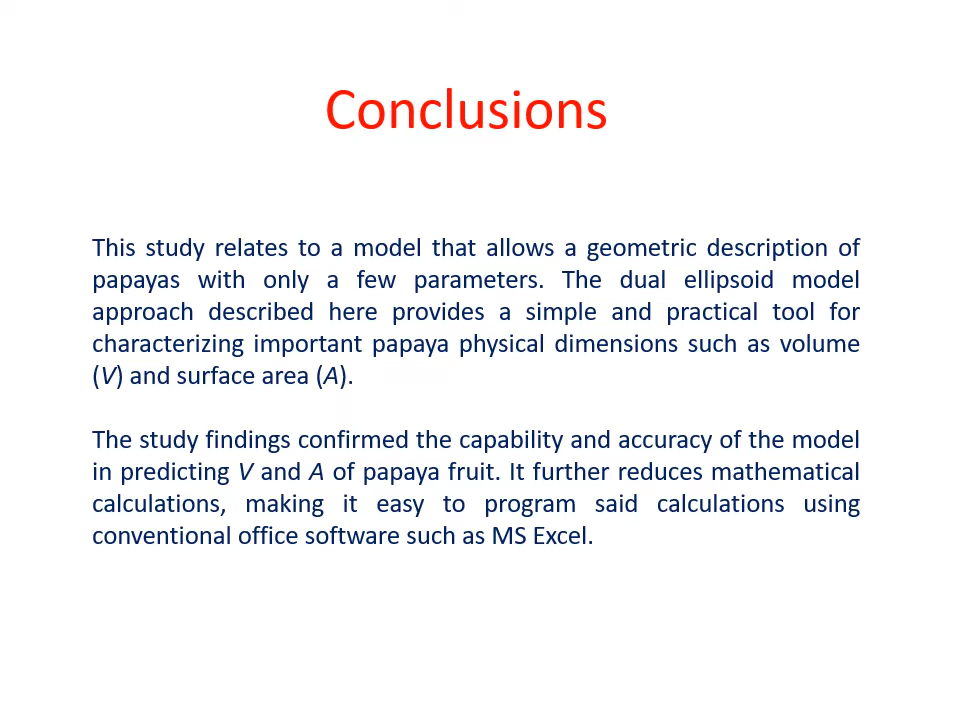 Conclusions
This study relates to a model that allows a geometric description of
papayas with only a few parameters. The dual ellipsoid model
approach described here provides a simple and practical tool for
characterizing important papaya physical dimensions such as volume
(V) and surface area (A).
The study findings confirmed the capability and accuracy of the model
in predicting V and A of papaya fruit. It further reduces mathematical
calculations, making it easy to program said calculations using
conventional office software such as MS Excel.